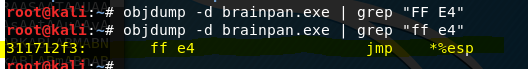 root@kali:~# objdump -d brainpan.exe | grep "FF E4"
root@kali:~# objdump -d brainpan.exe | grep "ff e4"
311712f3:       ff e4                   jmp    *%esp
root@kali:~#